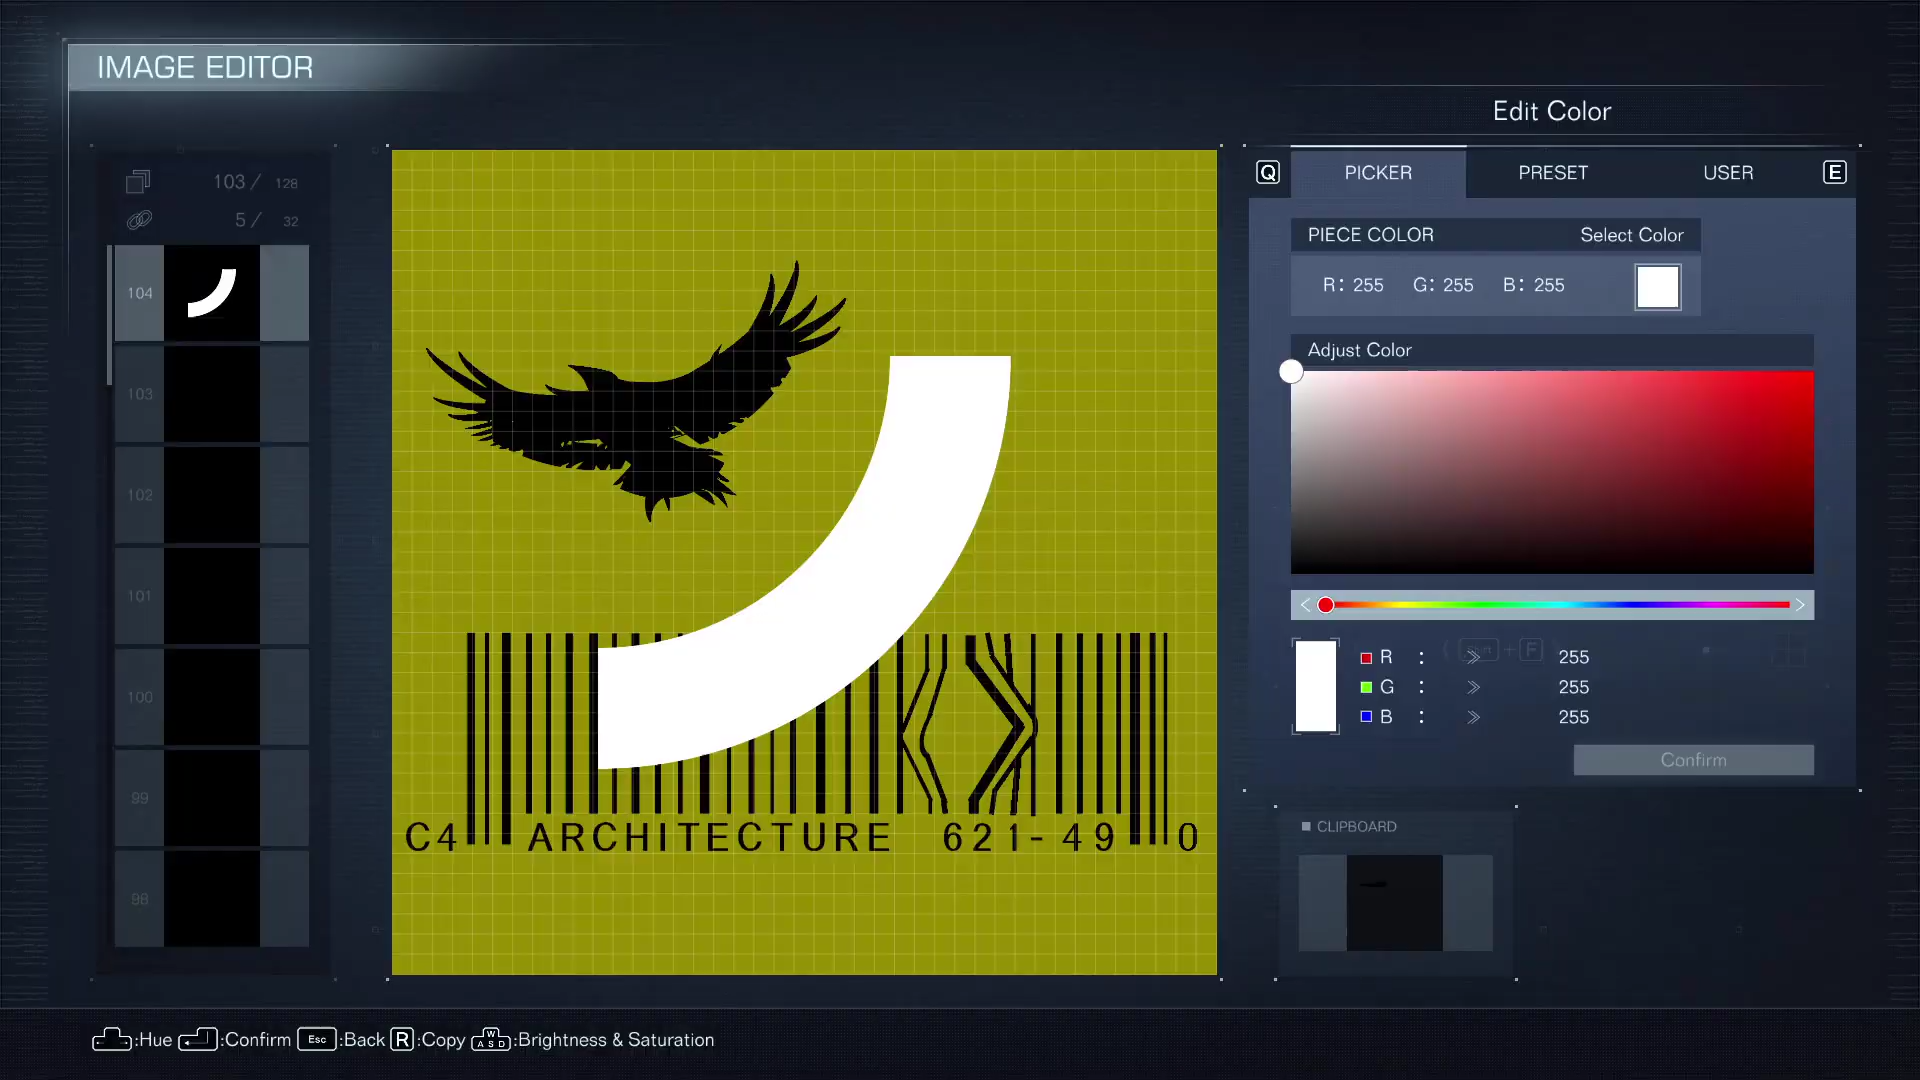 IMAGE EDITOR
Edit Color
103 / 128
5 / 32
Q PICKER PRESET USER E
PIECE COLOR Select Color
R: 255 G: 255 B: 255
Adjust Color
104
103
102
101
100
99
98
R : 255
G : 255
B : 255
Confirm
C4 ARCHITECTURE 621-49 0
CLIPBOARD
:Hue :Confirm Esc :Back R :Copy W A S D :Brightness & Saturation